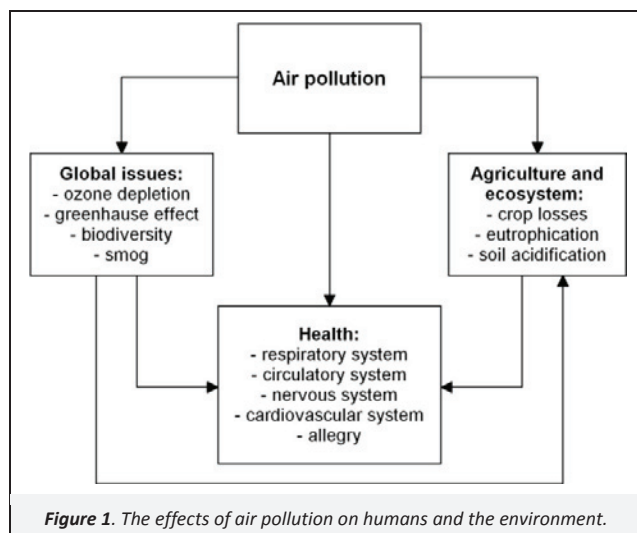 Air pollution
Global issues:
- ozone depletion
- greenhause effect
- biodiversity
- smog
Agriculture and
ecosystem:
- crop losses
- eutrophication
- soil acidification
Health:
- respiratory system
- circulatory system
- nervous system
- cardiovascular system
- allegry
Figure 1. The effects of air pollution on humans and the environment.